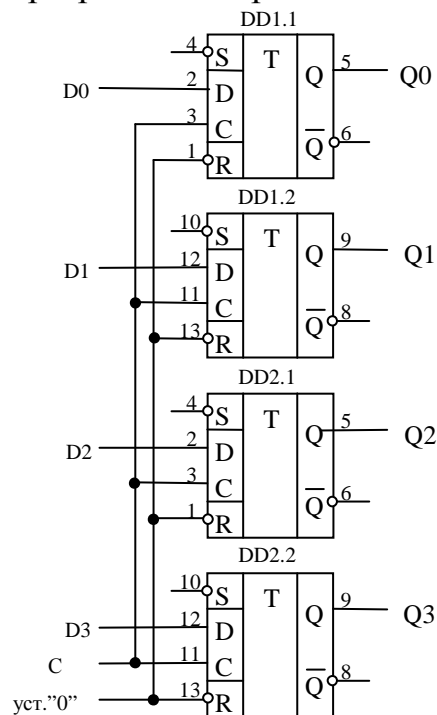 DD1.1
4 S T
D0 2 D Q 5 Q0
3 C
1 R Q 6
DD1.2
10 S T
D1 12 D Q 9 Q1
11 C
13 R Q 8
DD2.1
4 S T
D2 2 D Q 5 Q2
3 C
1 R Q 6
DD2.2
10 S T
D3 12 D Q 9 Q3
C 11 C
уст."0" 13 R Q 8